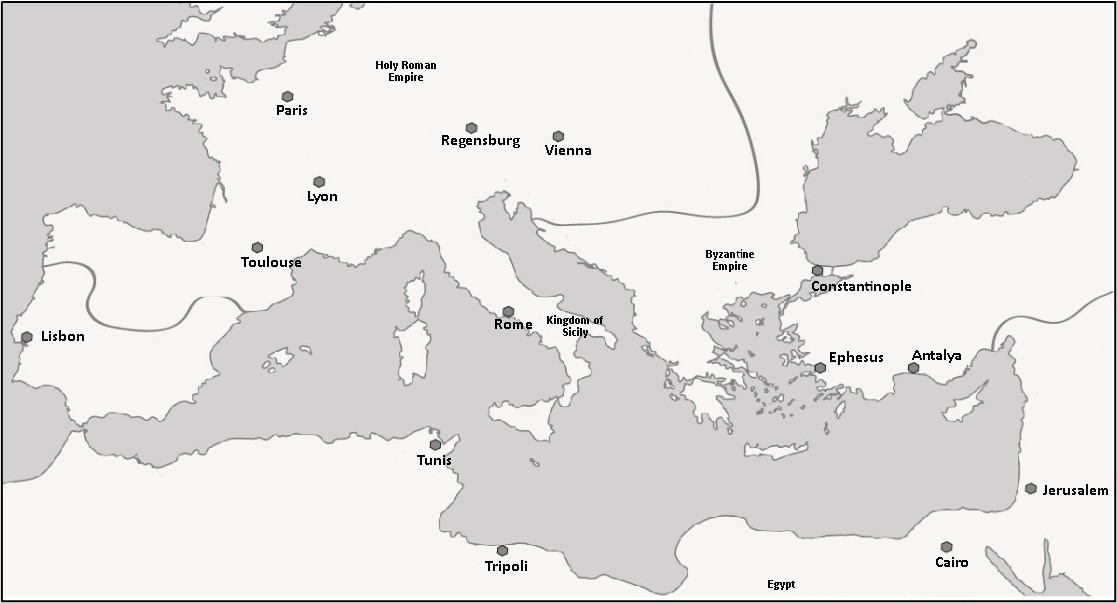 Holy Roman
Empire
Paris
Regensburg
Vienna
Lyon
Toulouse
Byzantine
Empire
Constantinople
Rome
Kingdom of
Sicily
Lisbon
Ephesus
Antalya
Tunis
Jerusalem
Tripoli
Cairo
Egypt